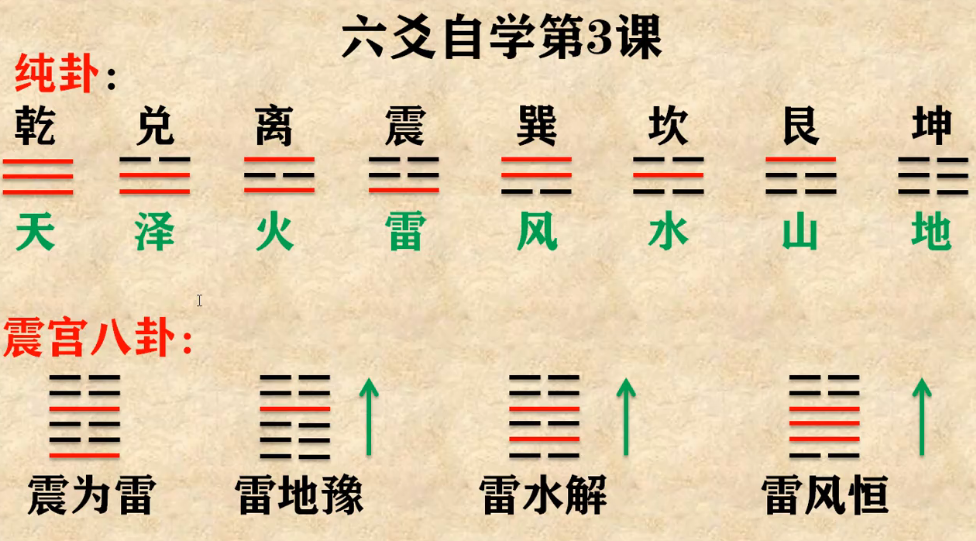 六爻自学第3课
纯卦：
乾 兑 离 震 巽 坎 艮 坤
天 泽 火 雷 风 水 山 地
震宫八卦：
震为雷 雷地豫 雷水解 雷风恒